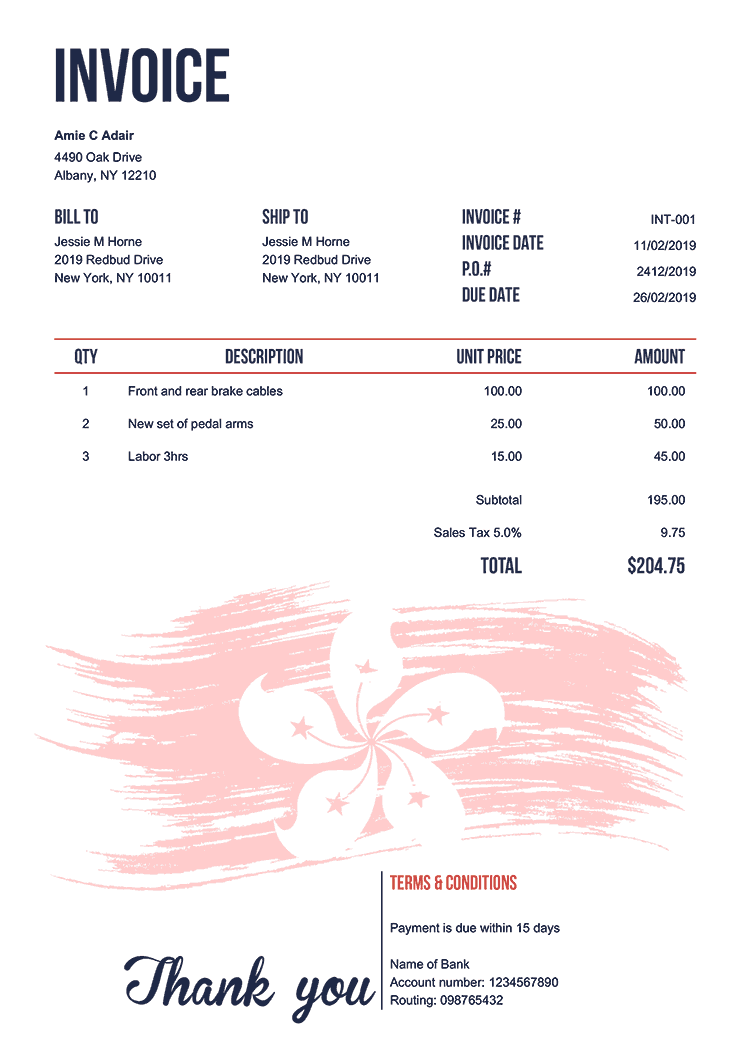 INVOICE
Amie C Adair
4490 Oak Drive
Albany, NY 12210
BILL TO
Jessie M Horne
2019 Redbud Drive
New York, NY 10011
SHIP TO
Jessie M Horne
2019 Redbud Drive
New York, NY 10011
INVOICE # INT-001
INVOICE DATE 11/02/2019
P.O.# 2412/2019
DUE DATE 26/02/2019
QTY DESCRIPTION UNIT PRICE AMOUNT
1 Front and rear brake cables 100.00 100.00
2 New set of pedal arms 25.00 50.00
3 Labor 3hrs 15.00 45.00
Subtotal 195.00
Sales Tax 5.0% 9.75
TOTAL $204.75
TERMS & CONDITIONS
Payment is due within 15 days
Name of Bank
Account number: 1234567890
Routing: 098765432
Thank you